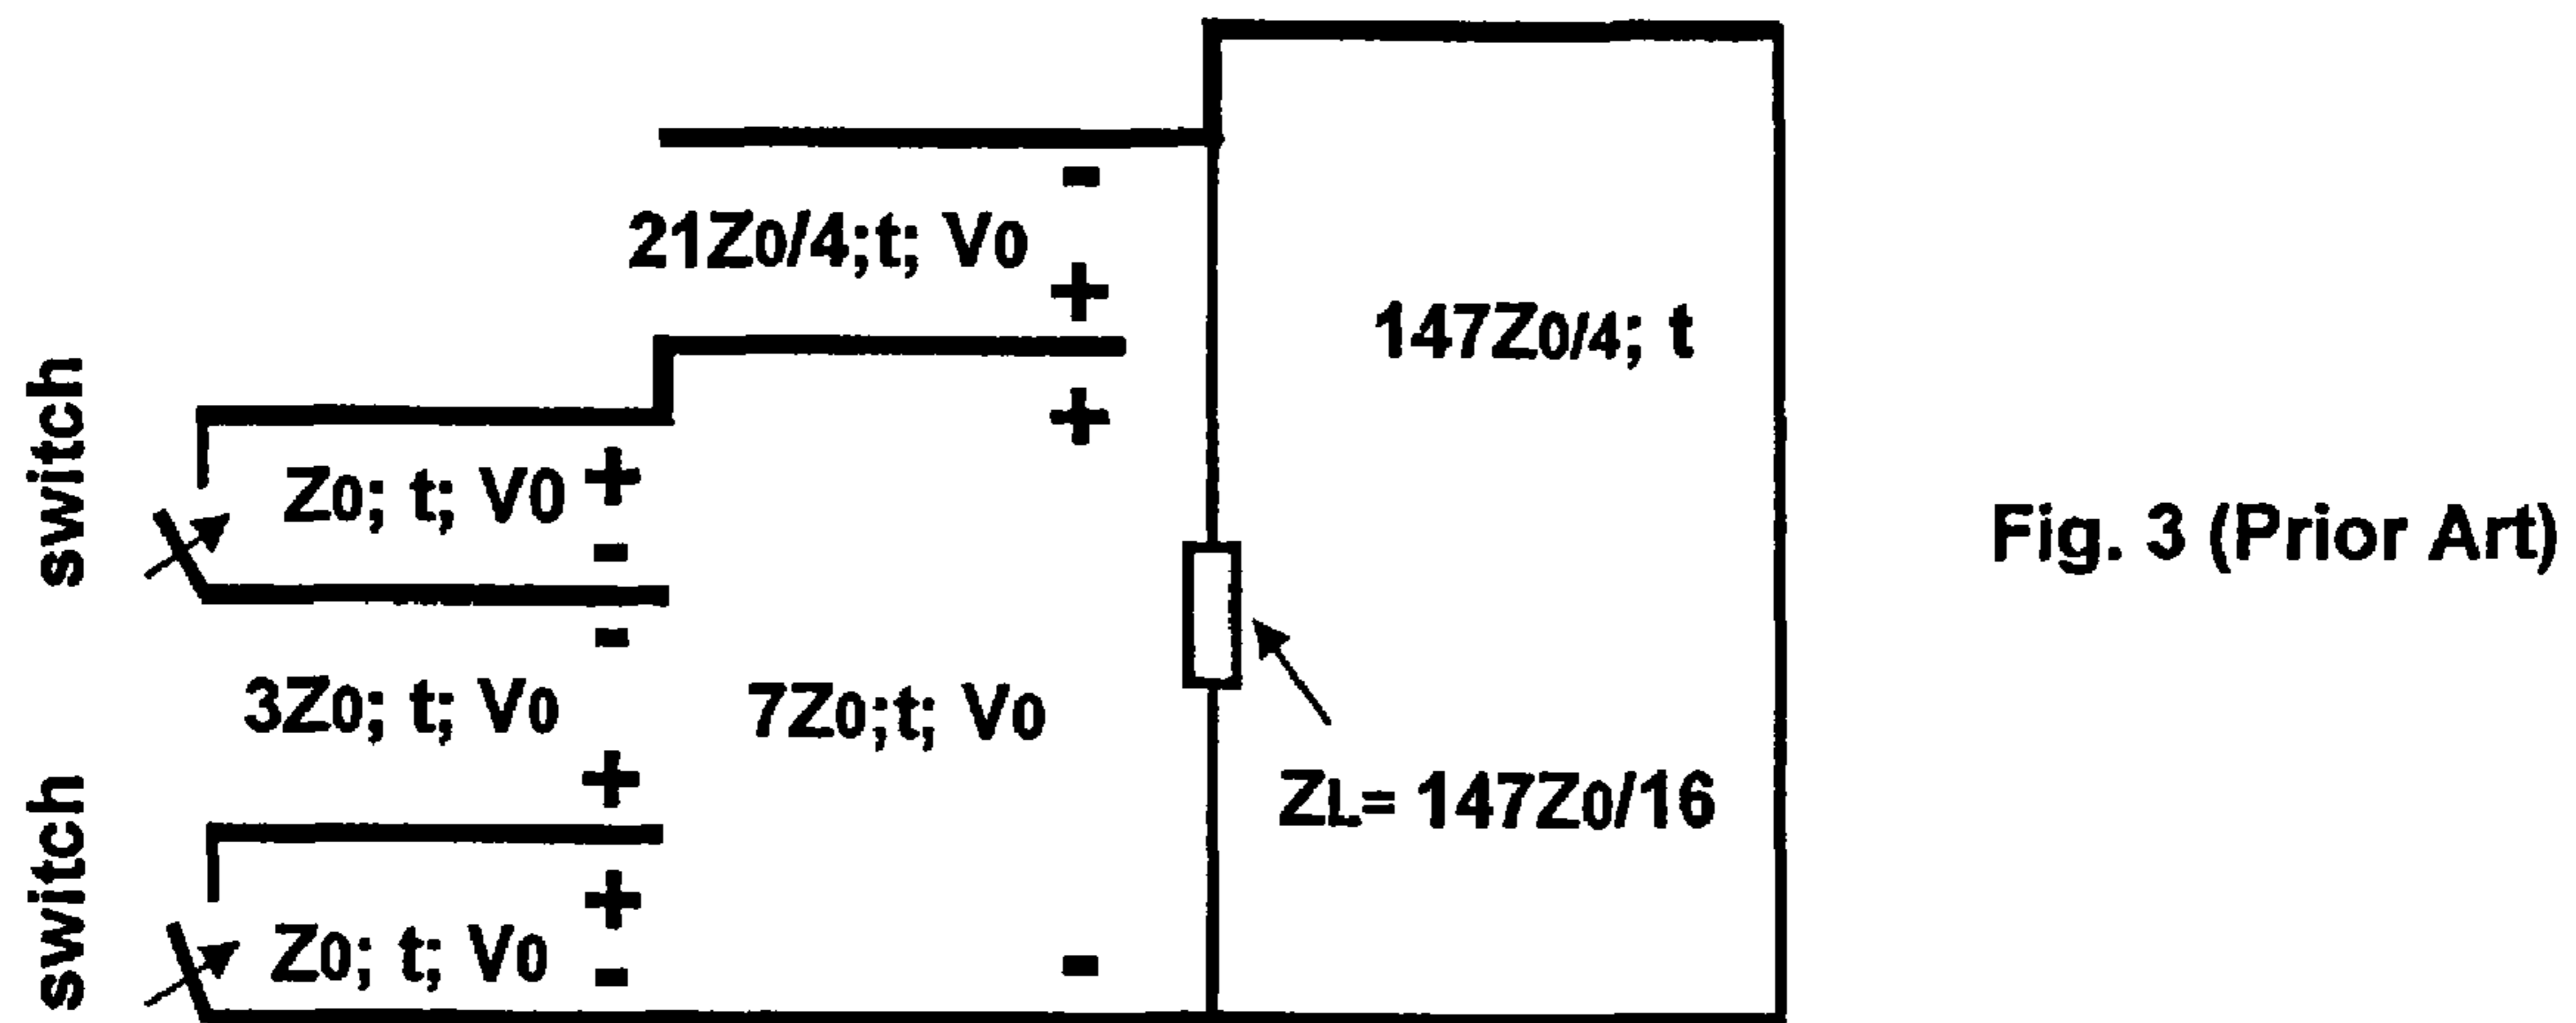 21Z0/4;t; V0
147Z0/4; t
switch
Z0; t; V0
Fig. 3 (Prior Art)
3Z0; t; V0
7Z0;t; V0
ZL= 147Z0/16
switch
Z0; t; V0
-
+
+
+
-
-
+
+
-
-